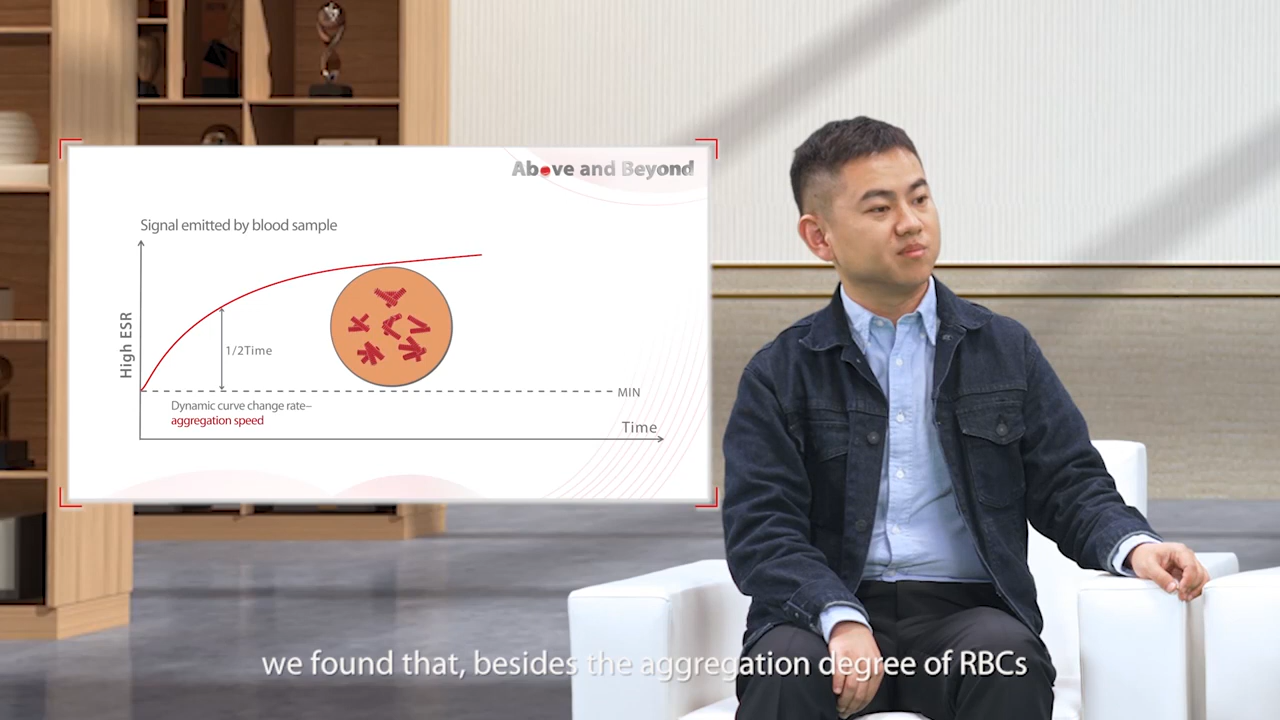 Above and Beyond
Signal emitted by blood sample
High ESR
1/2Time
MIN
Dynamic curve change rate–
aggregation speed
Time
we found that, besides the aggregation degree of RBCs